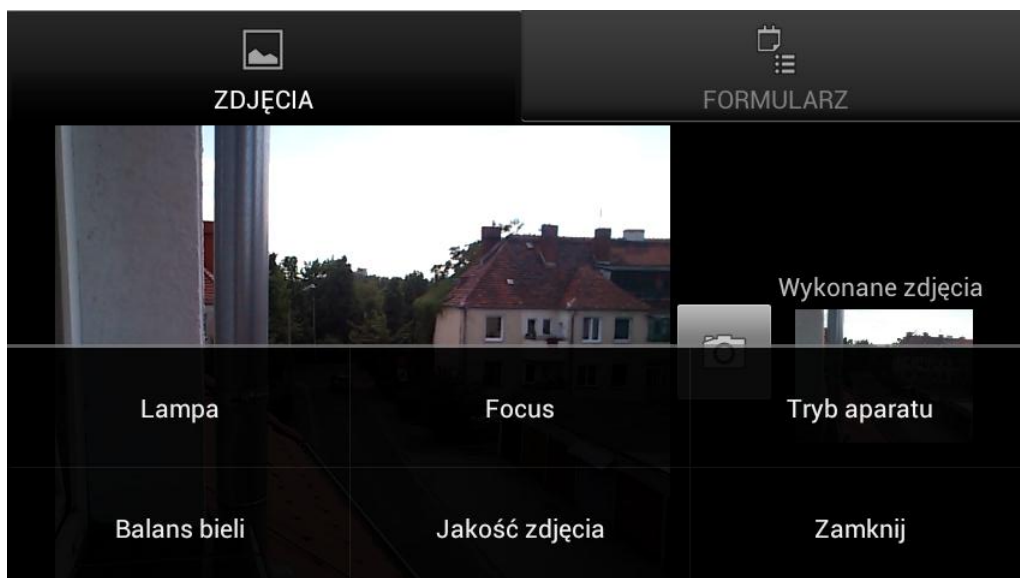 ZDJĘCIA
FORMULARZ
Wykonane zdjęcia
Lampa
Focus
Tryb aparatu
Balans bieli
Jakość zdjęcia
Zamknij